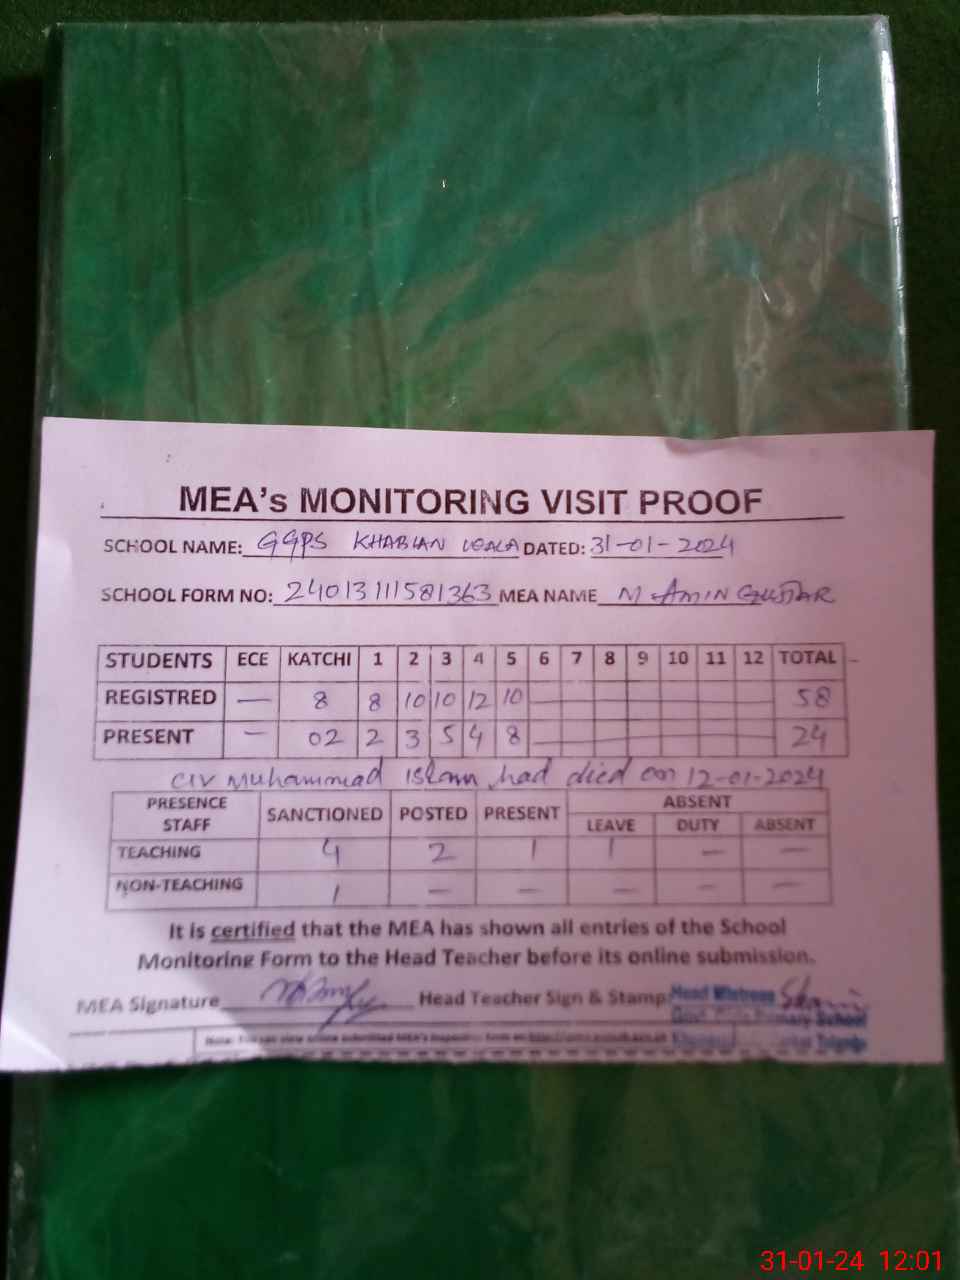 MEA's MONITORING VISIT PROOF
SCHOOL NAME: GGPS KHABIAN WALA DATED: 31-01-2024
SCHOOL FORM NO: 24013111581363 MEA NAME M AMIN GUJJAR
STUDENTS ECE KATCHI 1 2 3 4 5 6 7 8 9 10 11 12 TOTAL
REGISTRED — 8 8 10 10 12 10 58
PRESENT — 02 2 3 5 4 8 24
CIV Muhammad Islam had died on 12-01-2024
PRESENCE STAFF SANCTIONED POSTED PRESENT ABSENT
LEAVE DUTY ABSENT
TEACHING 4 2 1 1 — —
NON-TEACHING 1 — — — — —
It is certified that the MEA has shown all entries of the School
Monitoring Form to the Head Teacher before its online submission.
MEA Signature Head Teacher Sign & Stamp Head Mistress
Govt. Primary School
31-01-24 12:01